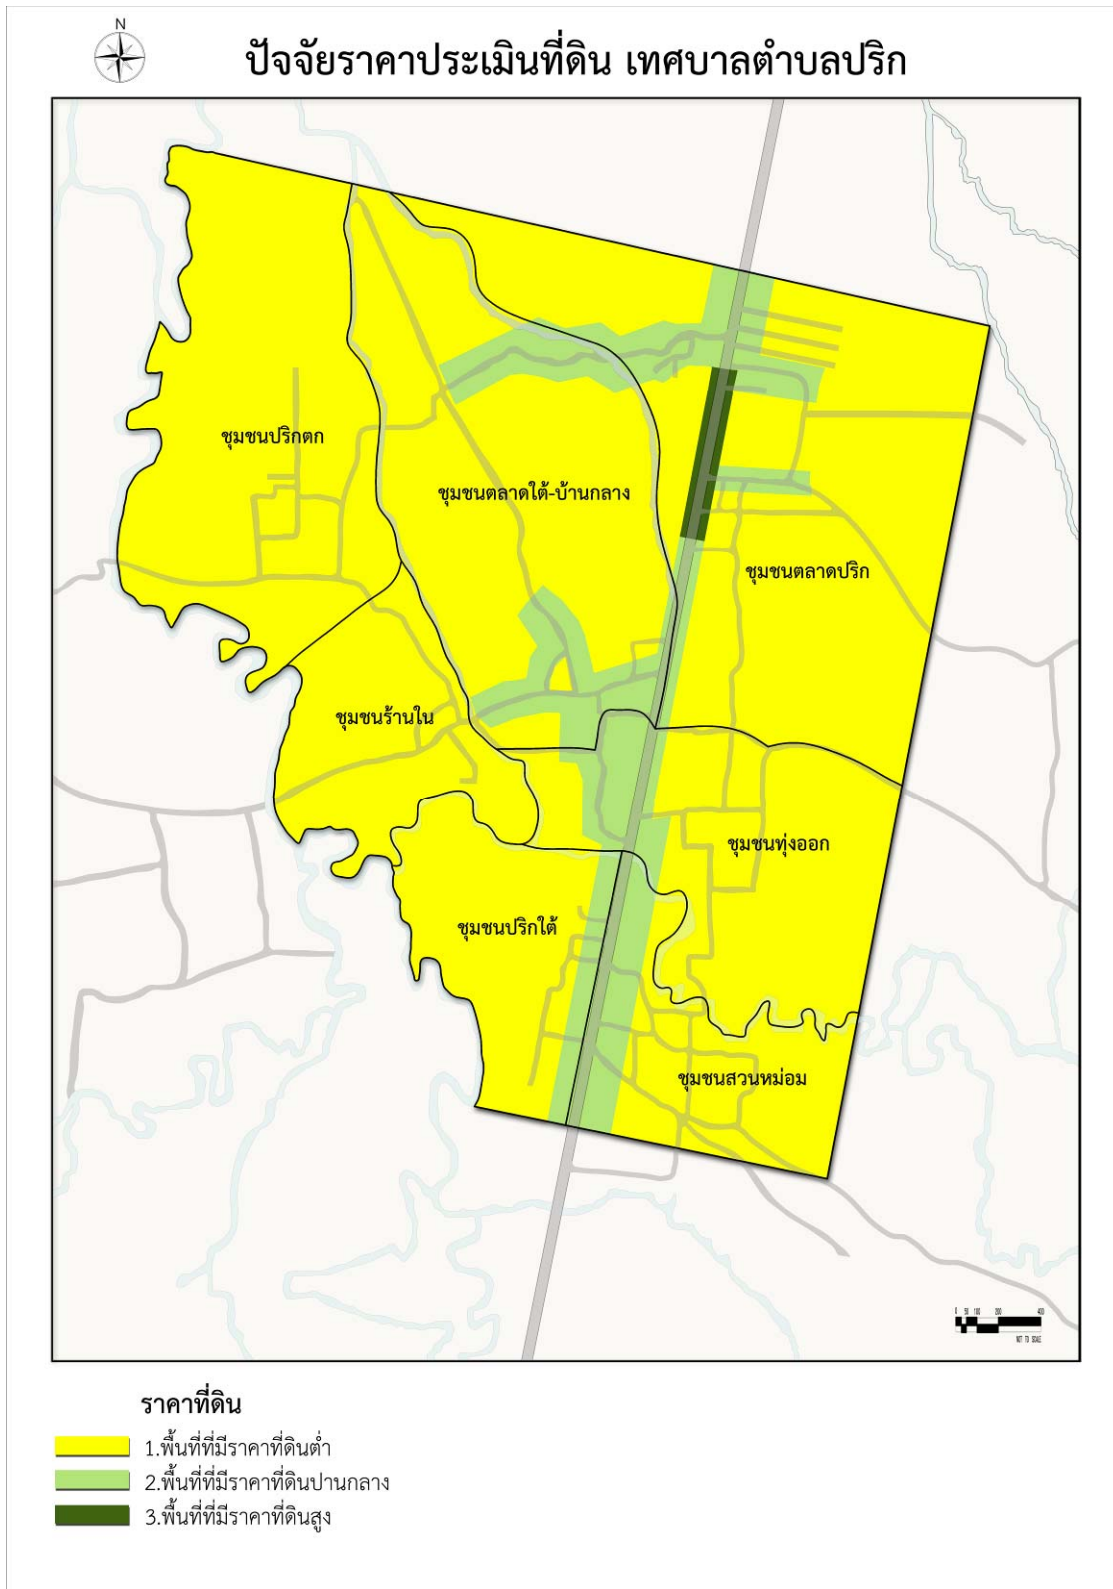 N
ปัจจัยราคาประเมินที่ดิน เทศบาลตำบลปริก
ชุมชนปริกตก
ชุมชนตลาดใต้-บ้านกลาง
ชุมชนตลาดปริก
ชุมชนร้านใน
ชุมชนทุ่งออก
ชุมชนปริกใต้
ชุมชนสวนหม่อม
0 50 100 200 400
NOT TO SCALE
ราคาที่ดิน
1.พื้นที่ที่มีราคาที่ดินต่ำ
2.พื้นที่ที่มีราคาที่ดินปานกลาง
3.พื้นที่ที่มีราคาที่ดินสูง